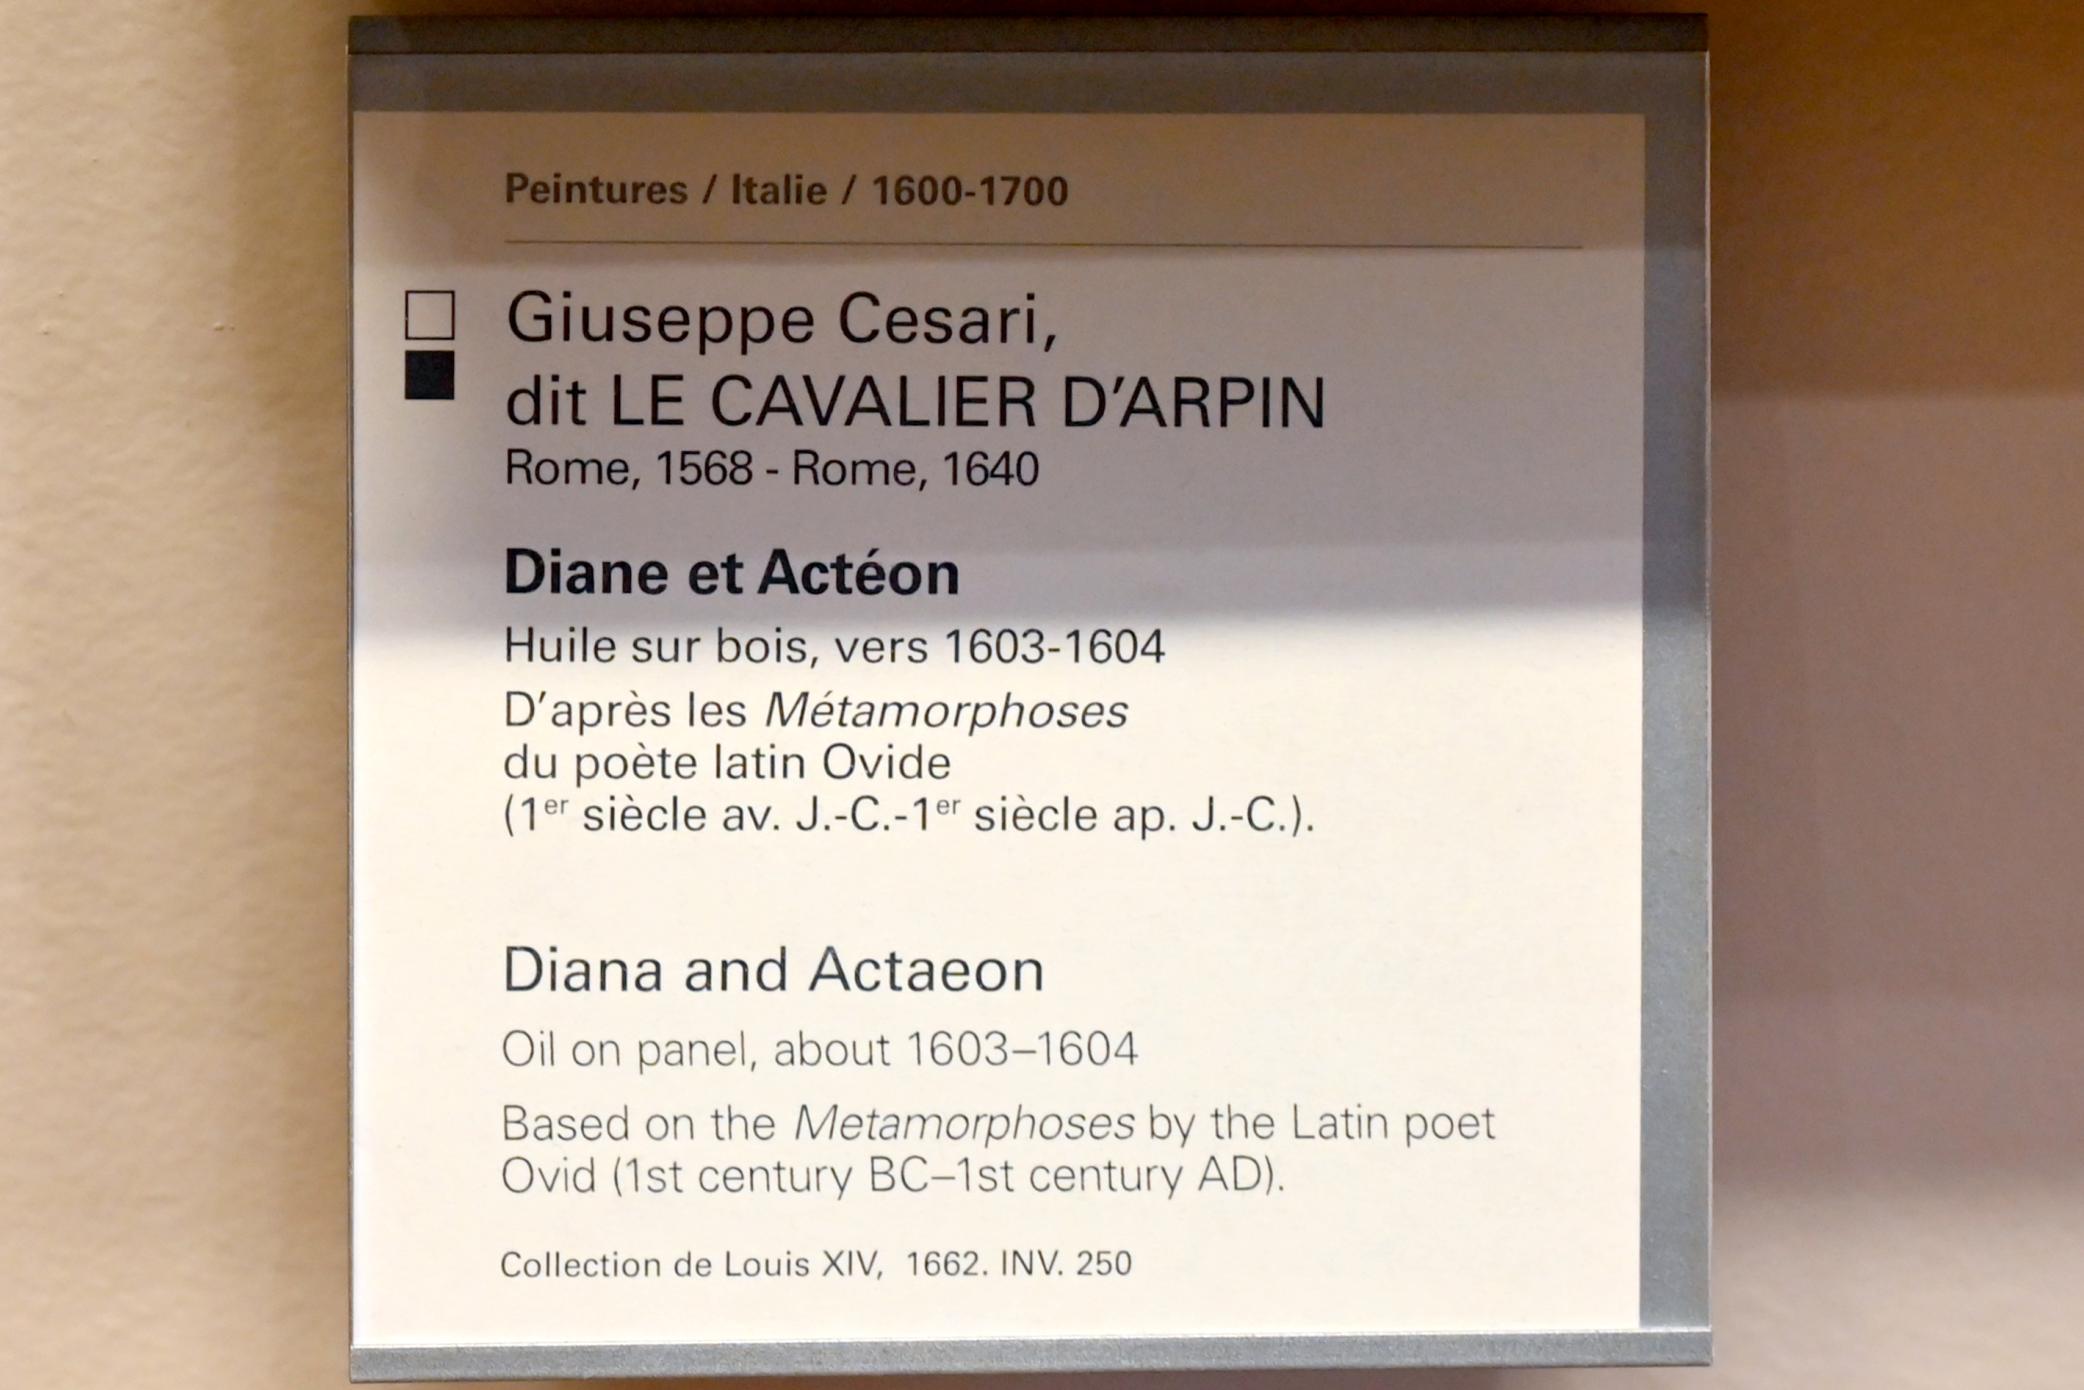 Peintures / Italie / 1600-1700
Giuseppe Cesari,
dit LE CAVALIER D'ARPIN
Rome, 1568 - Rome, 1640
Diane et Actéon
Huile sur bois, vers 1603-1604
D'après les Métamorphoses
du poète latin Ovide
(1er siècle av. J.-C.-1er siècle ap. J.-C.).
Diana and Actaeon
Oil on panel, about 1603–1604
Based on the Metamorphoses by the Latin poet
Ovid (1st century BC–1st century AD).
Collection de Louis XIV, 1662. INV. 250